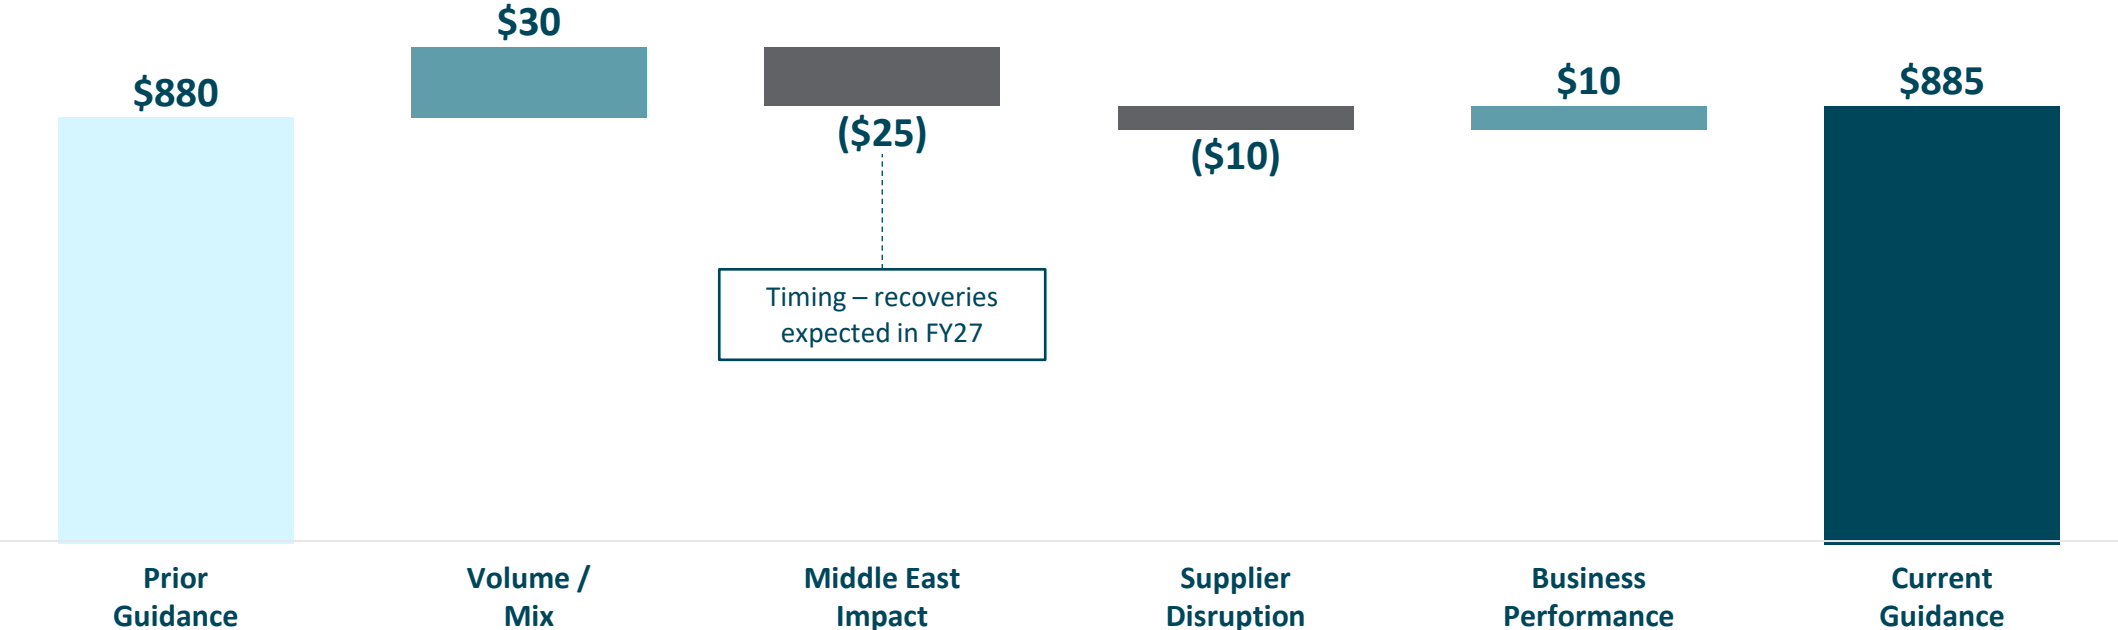 $30
$880
($25)
($10)
$10
$885
Timing – recoveries
expected in FY27
Prior
Guidance
Volume /
Mix
Middle East
Impact
Supplier
Disruption
Business
Performance
Current
Guidance